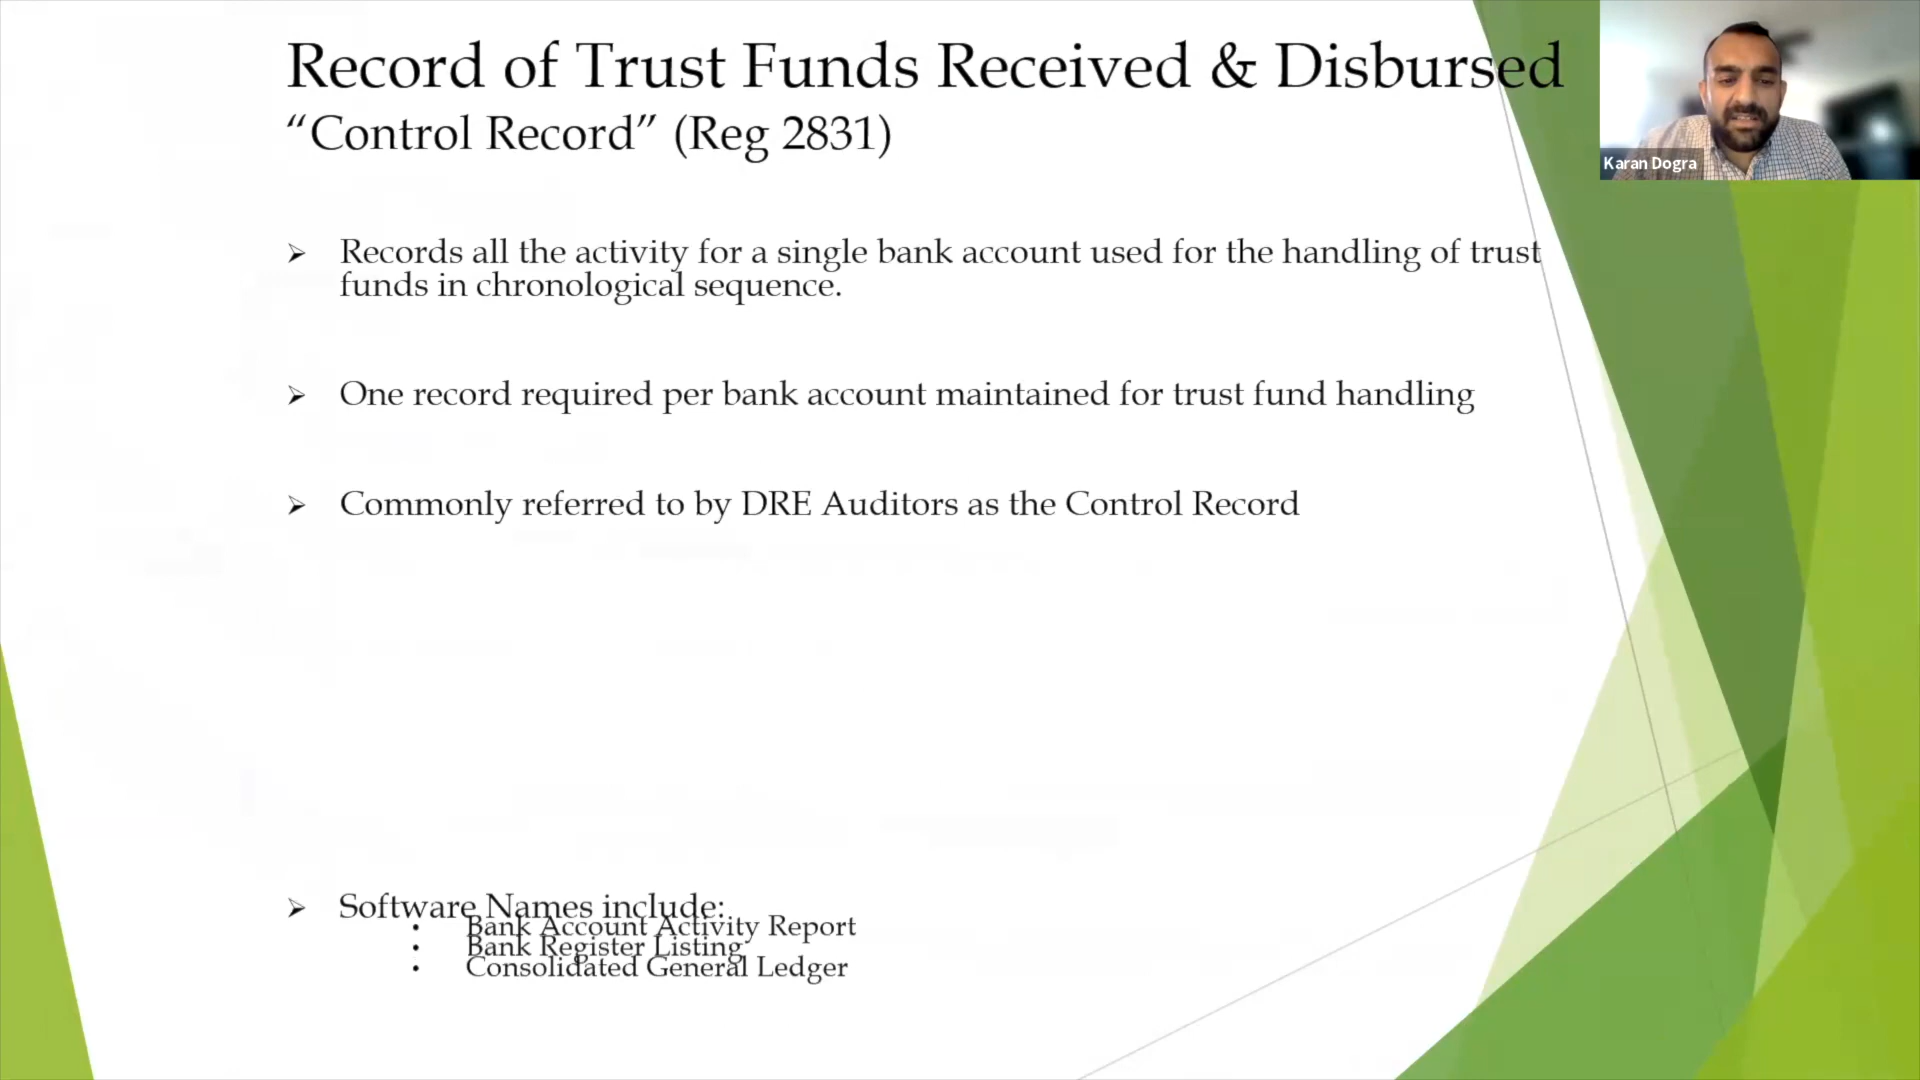 Record of Trust Funds Received & Disbursed
“Control Record” (Reg 2831)
Karan Dogra
➢ Records all the activity for a single bank account used for the handling of trust
funds in chronological sequence.
➢ One record required per bank account maintained for trust fund handling
➢ Commonly referred to by DRE Auditors as the Control Record
➢ Software Names include:
• Bank Account Activity Report
• Bank Register Listing
• Consolidated General Ledger